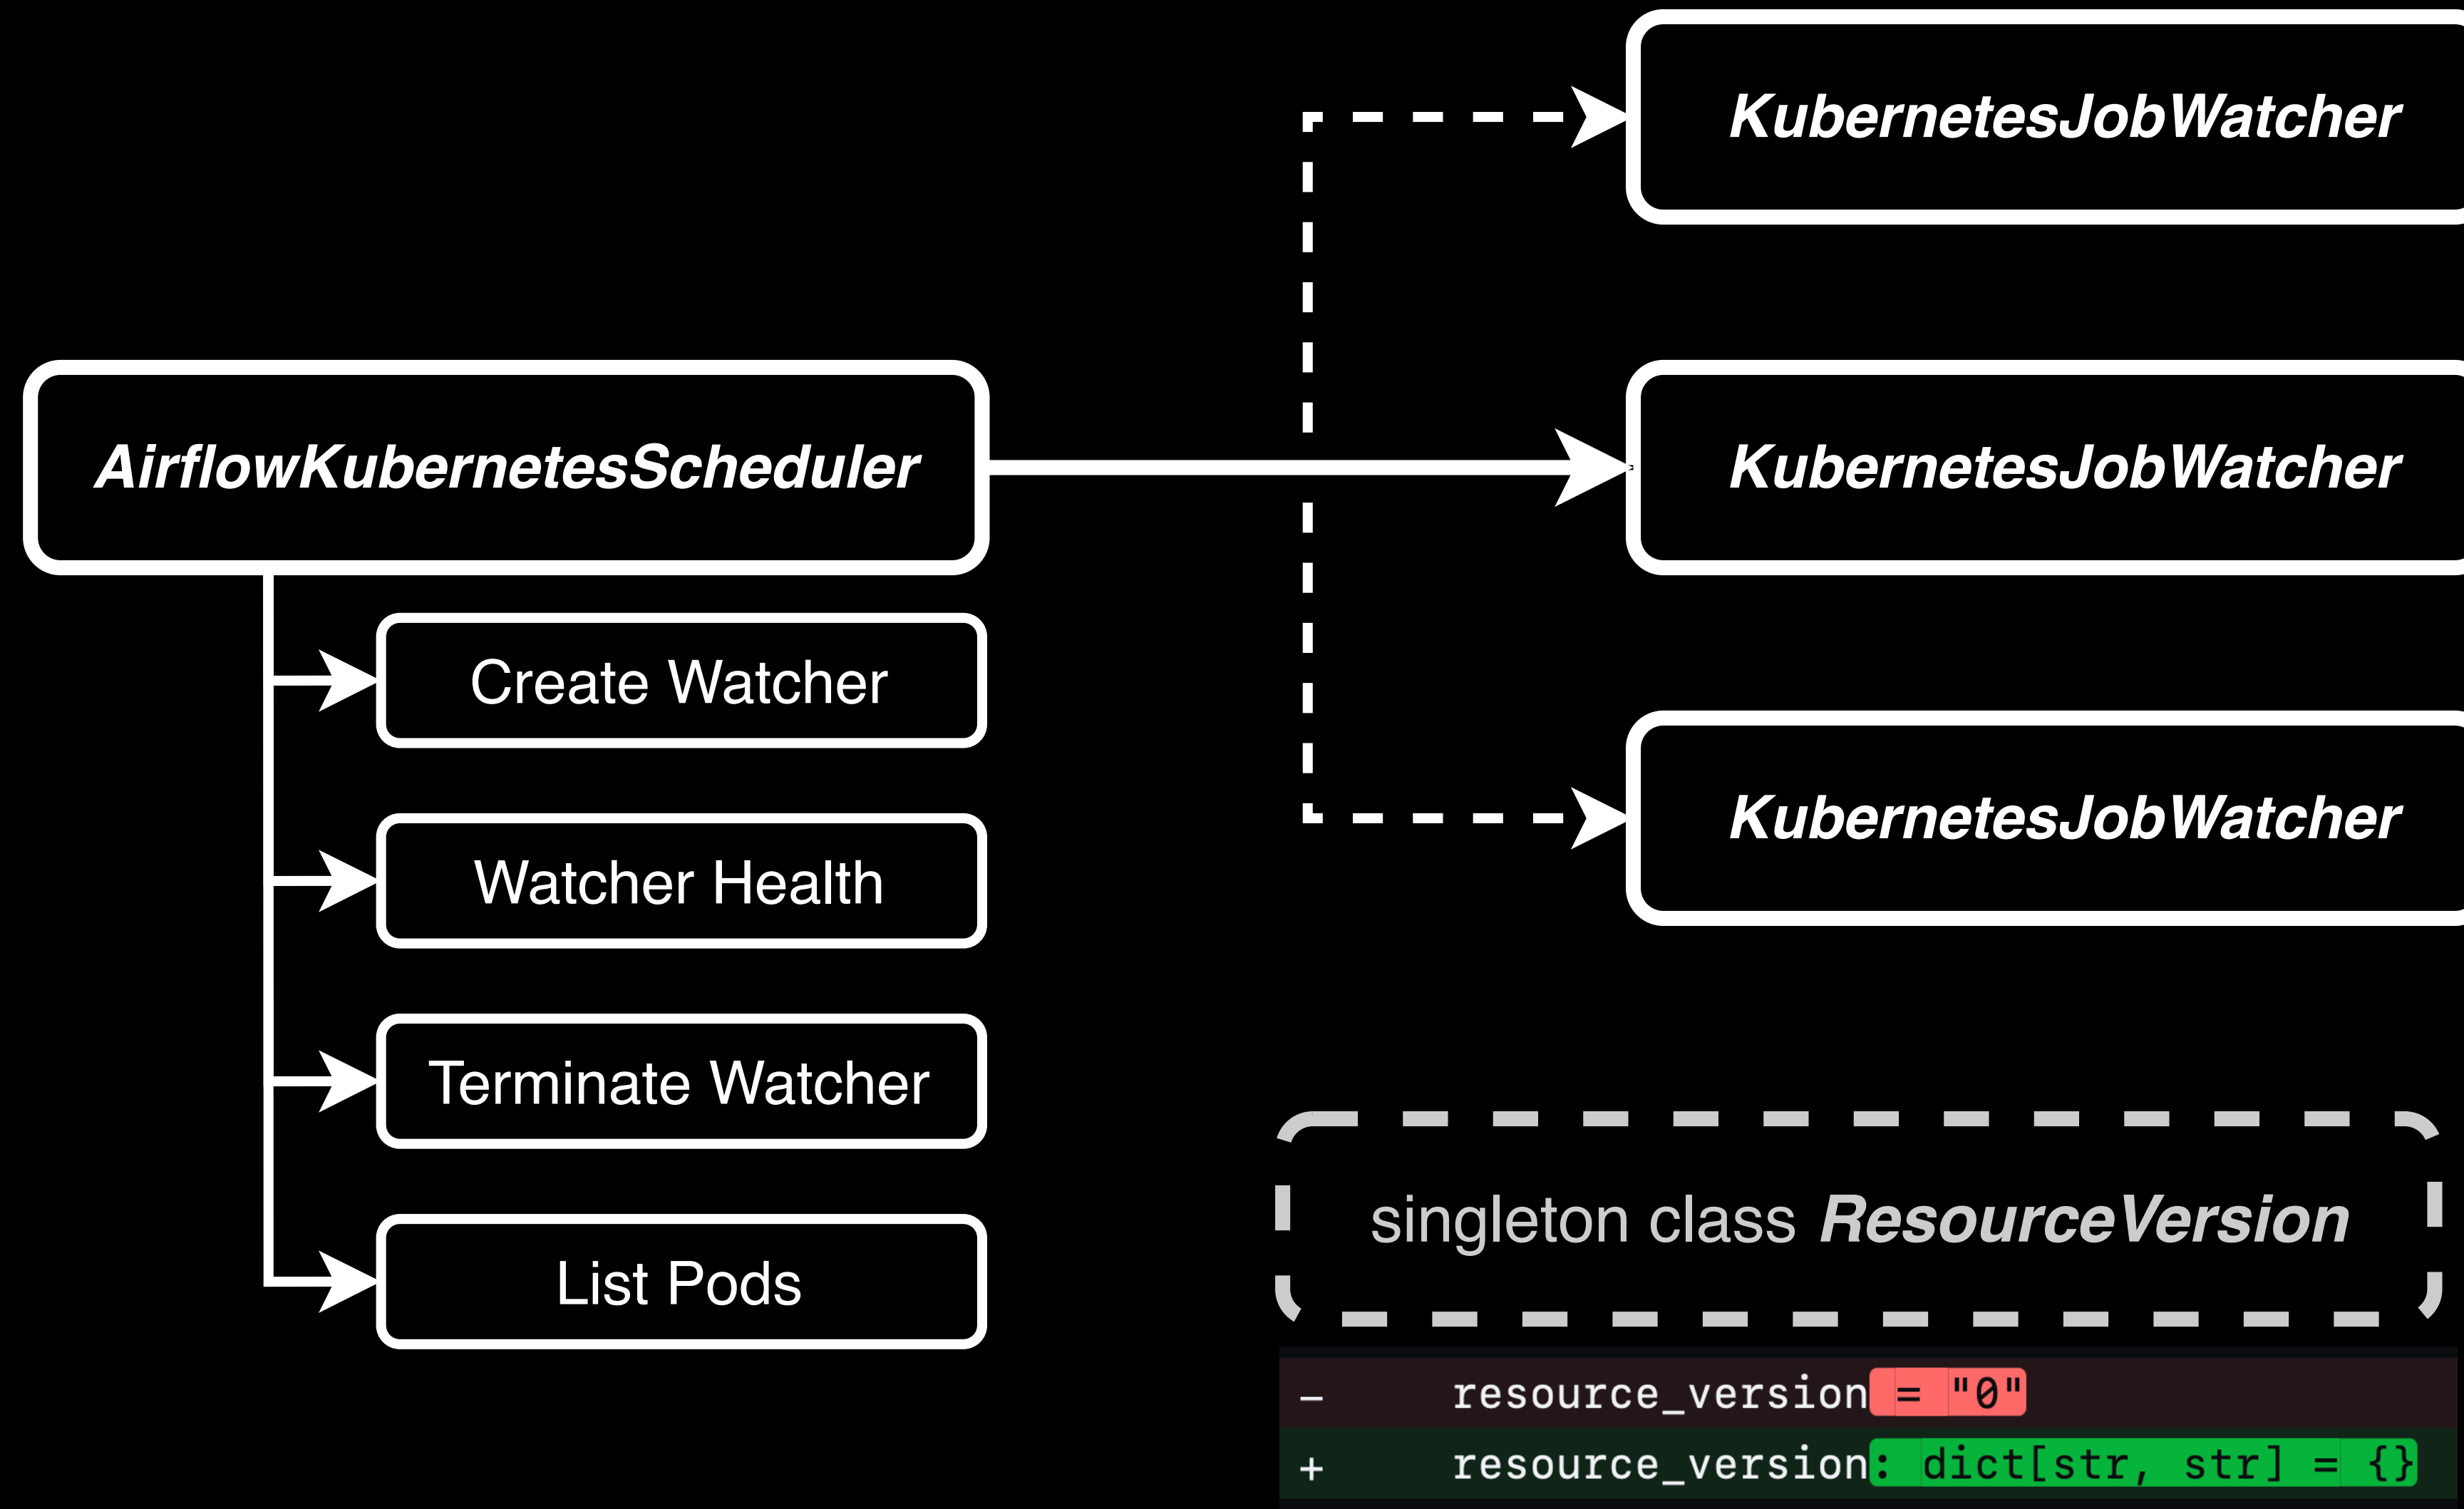 KubernetesJobWatcher
AirflowKubernetesScheduler
KubernetesJobWatcher
Create Watcher
Watcher Health
KubernetesJobWatcher
Terminate Watcher
List Pods
singleton class ResourceVersion
- resource_version = "0"
+ resource_version: dict[str, str] = {}